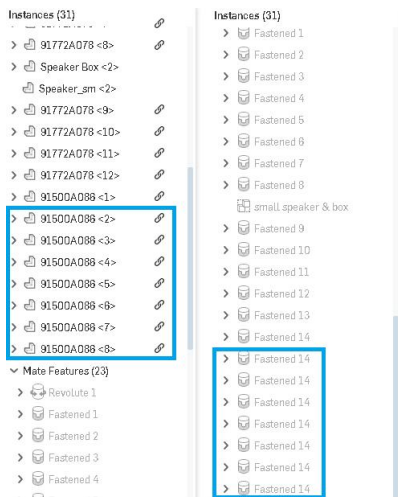 Instances (31)
91772A078 <8>
Speaker Box <2>
Speaker_sm <2>
91772A078 <9>
91772A078 <10>
91772A078 <11>
91772A078 <12>
91500A086 <1>
91500A086 <2>
91500A086 <3>
91500A086 <4>
91500A086 <5>
91500A086 <6>
91500A086 <7>
91500A086 <8>
Mate Features (23)
Revolute 1
Fastened 1
Fastened 2
Fastened 3
Fastened 4
Instances (31)
Fastened 1
Fastened 2
Fastened 3
Fastened 4
Fastened 5
Fastened 6
Fastened 7
Fastened 8
small speaker & box
Fastened 9
Fastened 10
Fastened 11
Fastened 12
Fastened 13
Fastened 14
Fastened 14
Fastened 14
Fastened 14
Fastened 14
Fastened 14
Fastened 14
Fastened 14